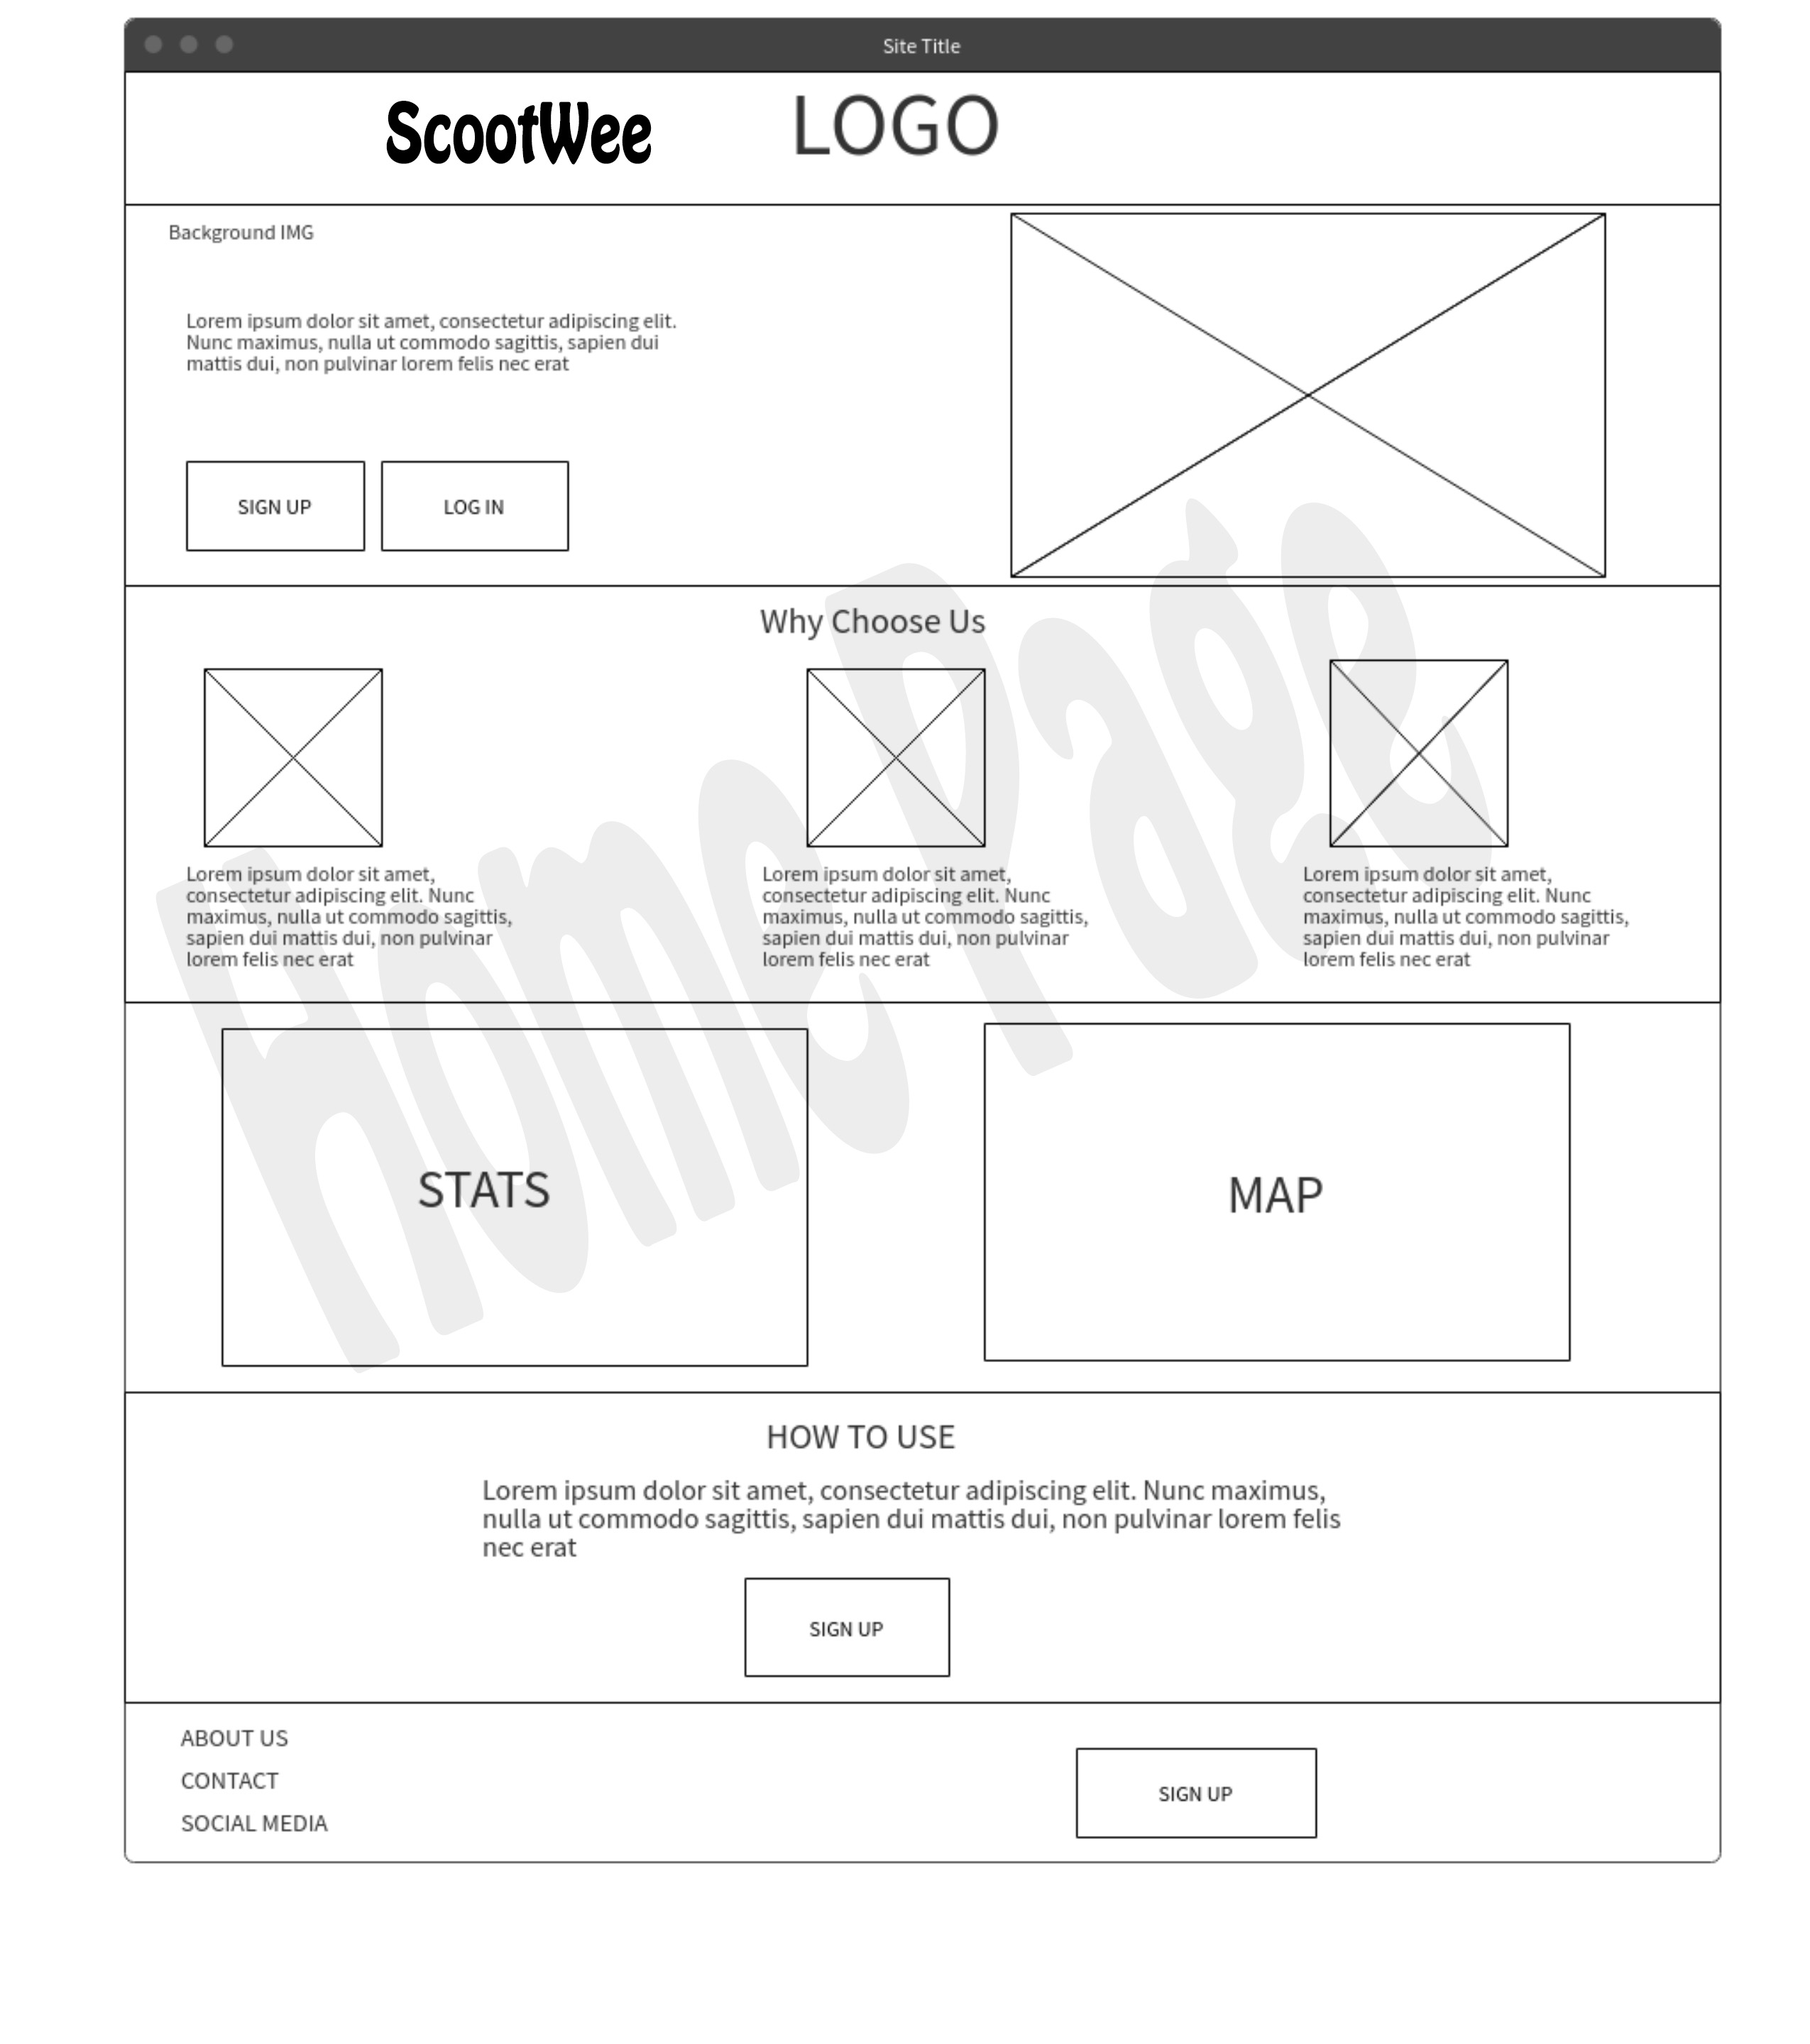 Site Title
ScootWee
LOGO
Background IMG
Lorem ipsum dolor sit amet, consectetur adipiscing elit.
Nunc maximus, nulla ut commodo sagittis, sapien dui
mattis dui, non pulvinar lorem felis nec erat
SIGN UP
LOG IN
Why Choose Us
Lorem ipsum dolor sit amet,
consectetur adipiscing elit. Nunc
maximus, nulla ut commodo sagittis,
sapien dui mattis dui, non pulvinar
lorem felis nec erat
Lorem ipsum dolor sit amet,
consectetur adipiscing elit. Nunc
maximus, nulla ut commodo sagittis,
sapien dui mattis dui, non pulvinar
lorem felis nec erat
Lorem ipsum dolor sit amet,
consectetur adipiscing elit. Nunc
maximus, nulla ut commodo sagittis,
sapien dui mattis dui, non pulvinar
lorem felis nec erat
Home Page
STATS
MAP
HOW TO USE
Lorem ipsum dolor sit amet, consectetur adipiscing elit. Nunc maximus,
nulla ut commodo sagittis, sapien dui mattis dui, non pulvinar lorem felis
nec erat
SIGN UP
ABOUT US
CONTACT
SOCIAL MEDIA
SIGN UP